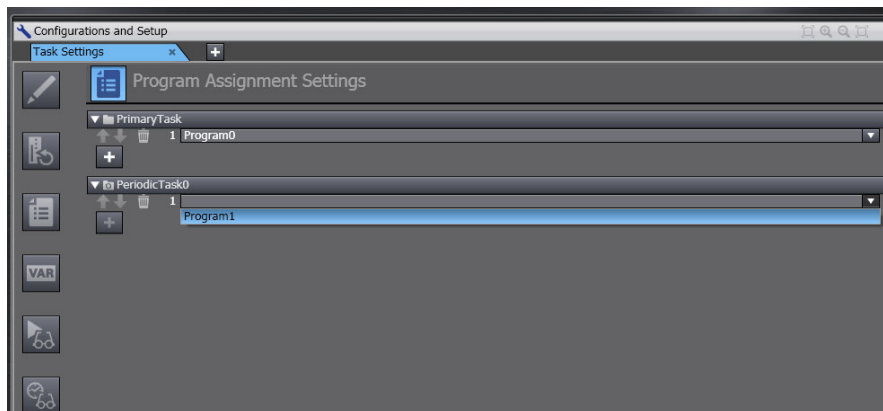 Configurations and Setup
Task Settings
Program Assignment Settings
PrimaryTask
1 Program0
PeriodicTask0
1
Program1
VAR